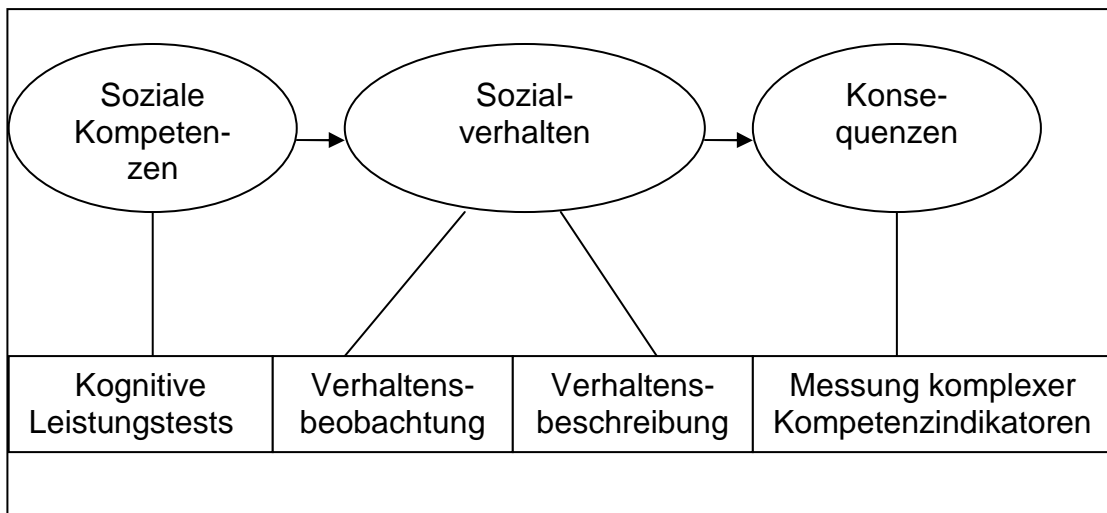 Soziale
Kompeten-
zen
Sozial-
verhalten
Konse-
quenzen
Kognitive
Leistungstests
Verhaltens-
beobachtung
Verhaltens-
beschreibung
Messung komplexer
Kompetenzindikatoren